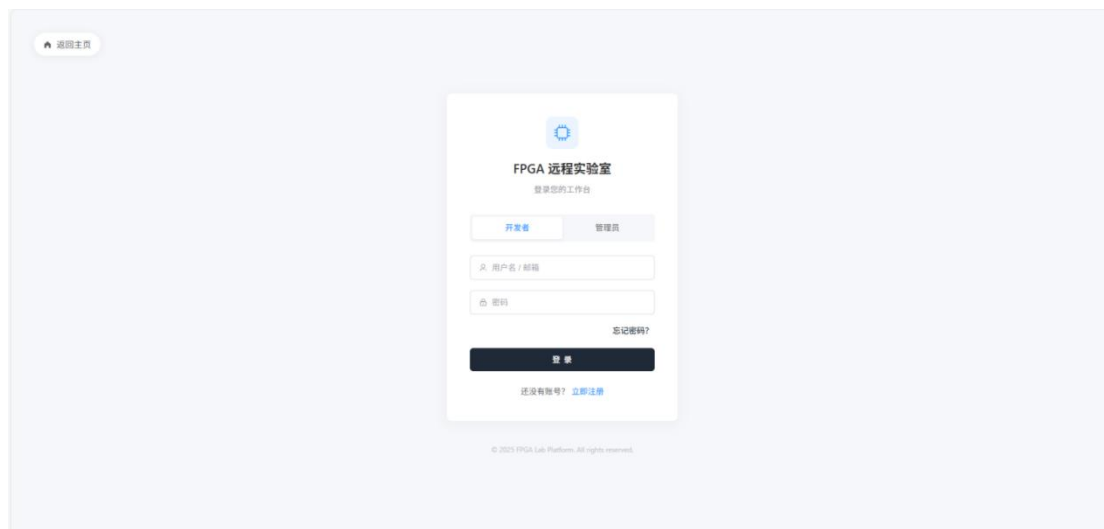 返回主页
FPGA 远程实验室
登录您的工作台
开发者 管理员
用户名 / 邮箱
密码
忘记密码?
登 录
还没有账号? 立即注册
© 2025 FPGA Lab Platform. All rights reserved.